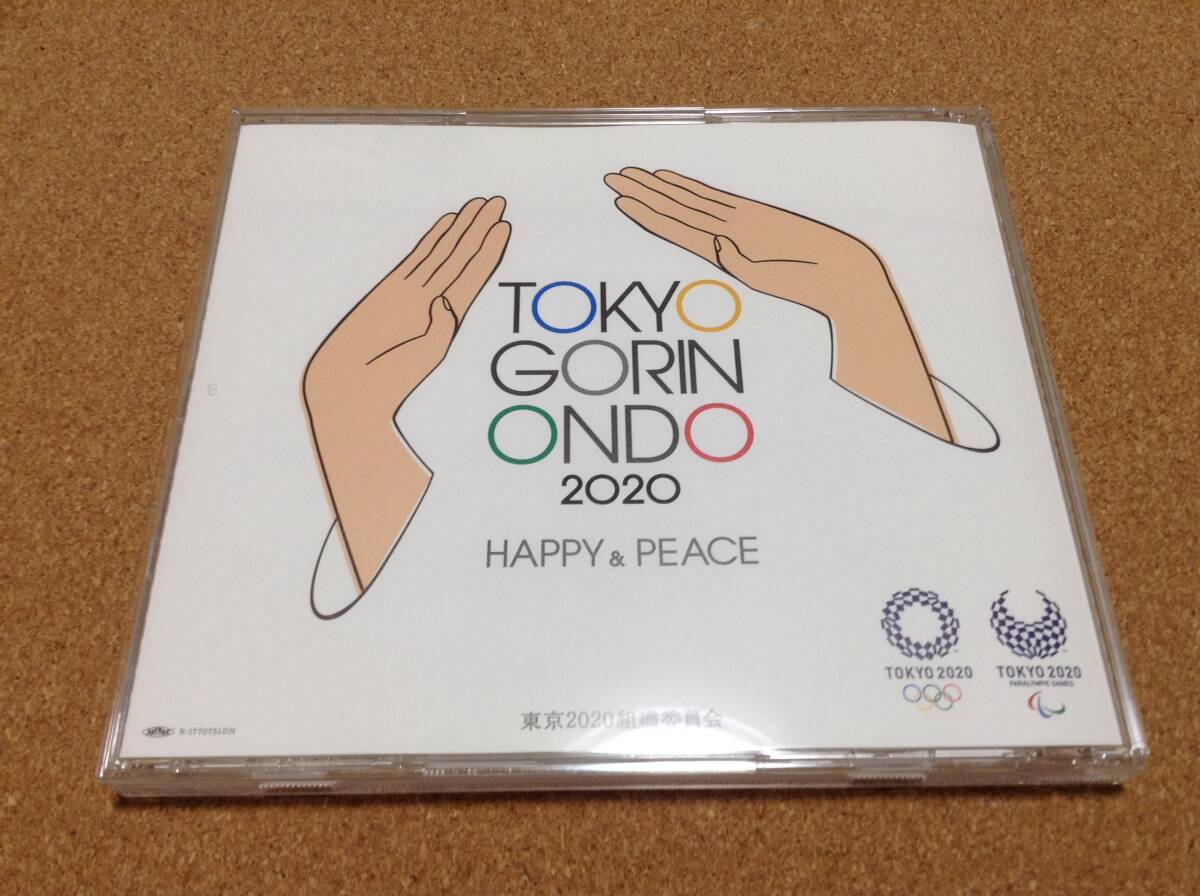 TOKYO
GORIN
ONDO
2020
HAPPY & PEACE
TOKYO 2020
TOKYO 2020
PARALYMPIC GAMES
東京2020組織委員会
R-1770751DN